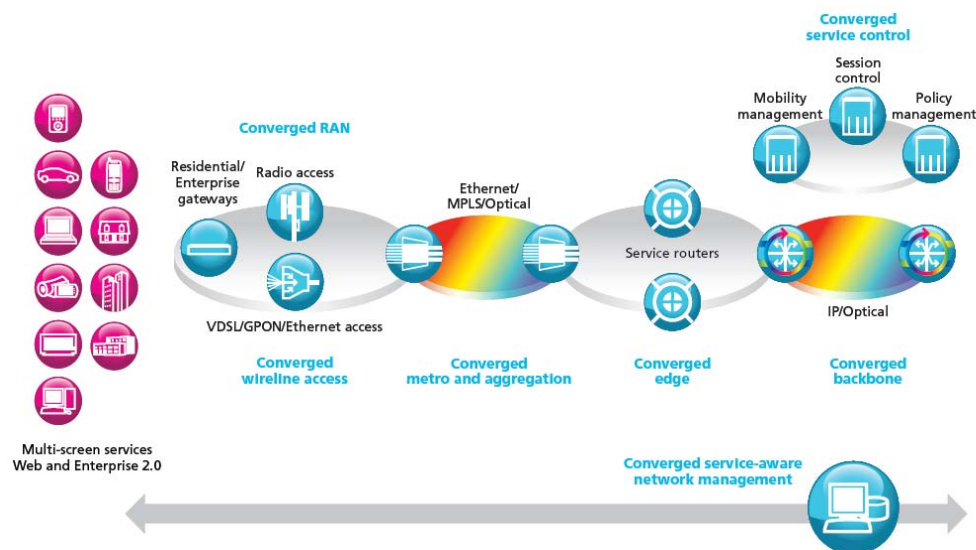 Converged
service control
Session
control
Mobility
management
Policy
management
Converged RAN
Residential/
Enterprise
gateways
Radio access
Ethernet/
MPLS/Optical
Service routers
VDSL/GPON/Ethernet access
IP/Optical
Converged
wireline access
Converged
metro and aggregation
Converged
edge
Converged
backbone
Multi-screen services
Web and Enterprise 2.0
Converged service-aware
network management